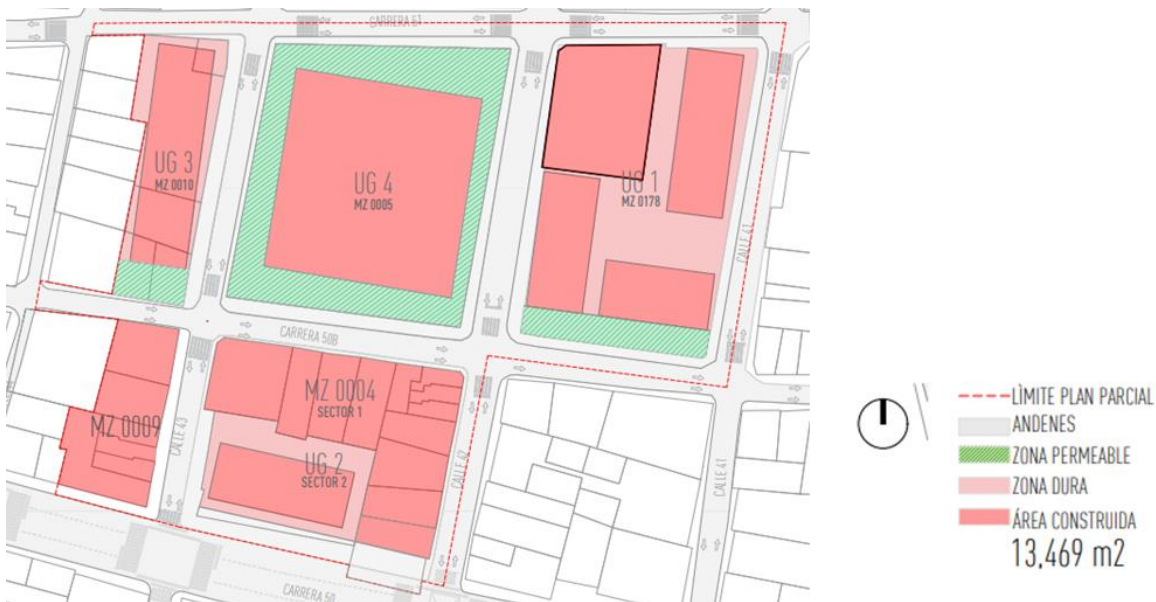 CARRERA 51
UG 3
MZ 0010
UG 4
MZ 0005
UG 1
MZ 0178
CALLE 41
CARRERA 50B
MZ 0004
SECTOR 1
MZ 0009
CALLE 43
UG 2
SECTOR 2
CALLE 42
CALLE 41
CARRERA 50
LÌMITE PLAN PARCIAL
ANDENES
ZONA PERMEABLE
ZONA DURA
ÁREA CONSTRUIDA
13,469 m2